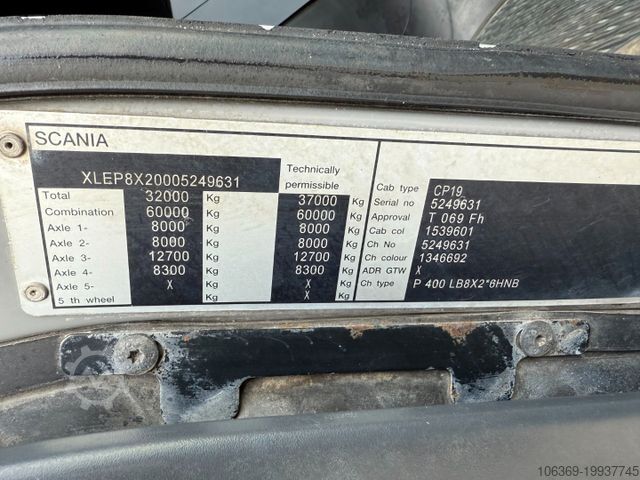 SCANIA
XLEP8X20005249631
Technically
permissible
Total 32000 Kg 37000 Kg
Combination 60000 Kg 60000 Kg
Axle 1- 8000 Kg 8000 Kg
Axle 2- 8000 Kg 8000 Kg
Axle 3- 12700 Kg 12700 Kg
Axle 4- 8300 Kg 8300 Kg
Axle 5- X Kg X Kg
5 th wheel Kg Kg
Cab type CP19
Serial no 5249631
Approval T 069 Fh
Cab col 1539601
Ch No 5249631
Ch colour 1346692
ADR GTW X
Ch type P 400 LB8X2*6HNB
106369-19937745